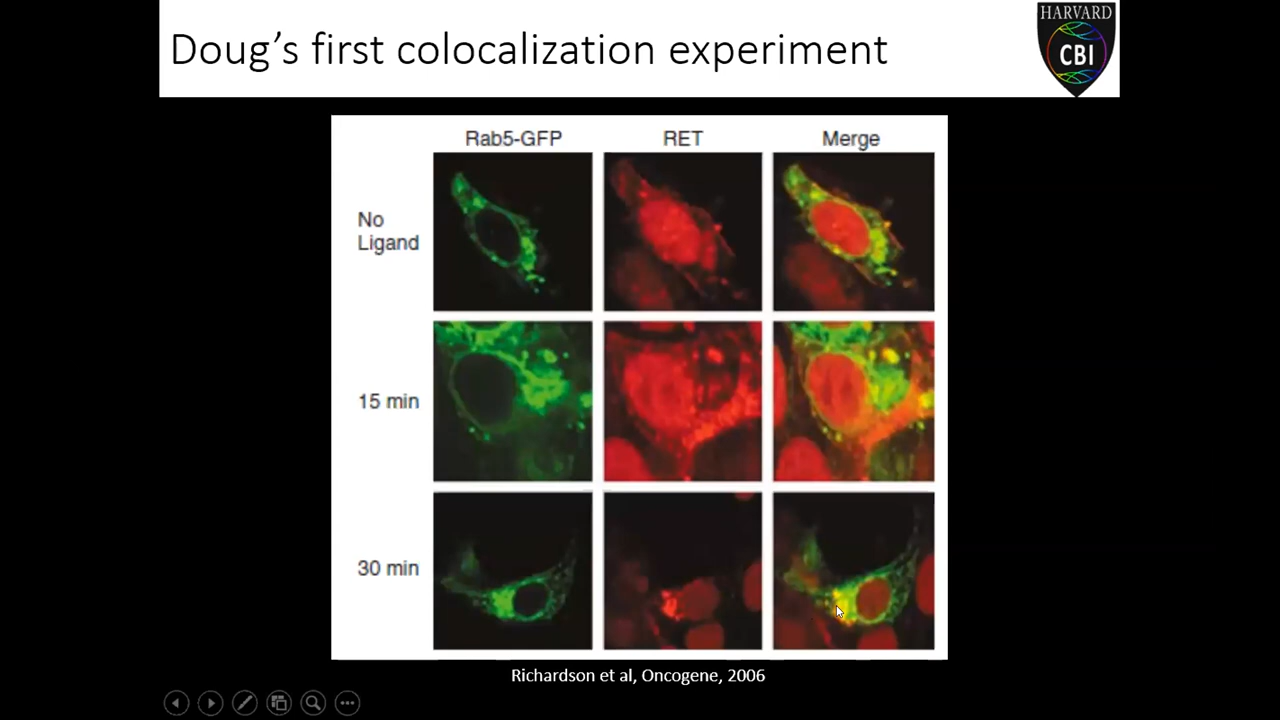 Doug's first colocalization experiment
HARVARD
CBI
Rab5-GFP
RET
Merge
No
Ligand
15 min
30 min
Richardson et al, Oncogene, 2006